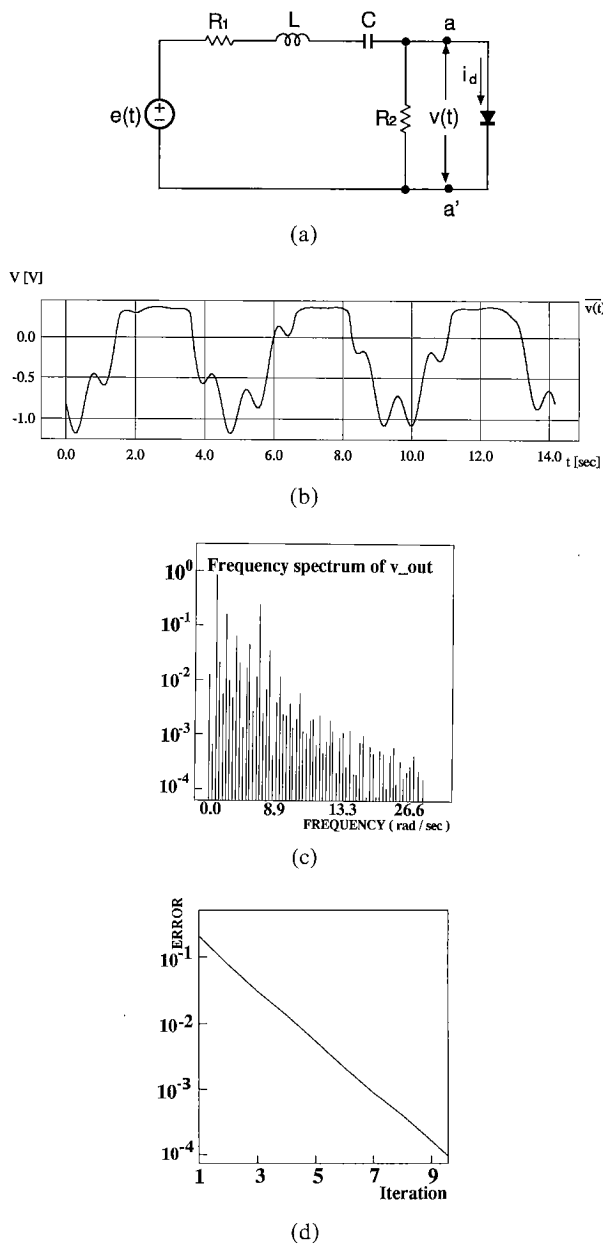 R1 L C a
e(t) + − R2 v(t) id
a'
(a)
V [V]
v(t)
0.0
-0.5
-1.0
0.0 2.0 4.0 6.0 8.0 10.0 12.0 14.0 t [sec]
(b)
Frequency spectrum of v_out
10^0
10^-1
10^-2
10^-3
10^-4
0.0 8.9 13.3 26.6
FREQUENCY ( rad / sec )
(c)
ERROR
10^-1
10^-2
10^-3
10^-4
1 3 5 7 9
Iteration
(d)